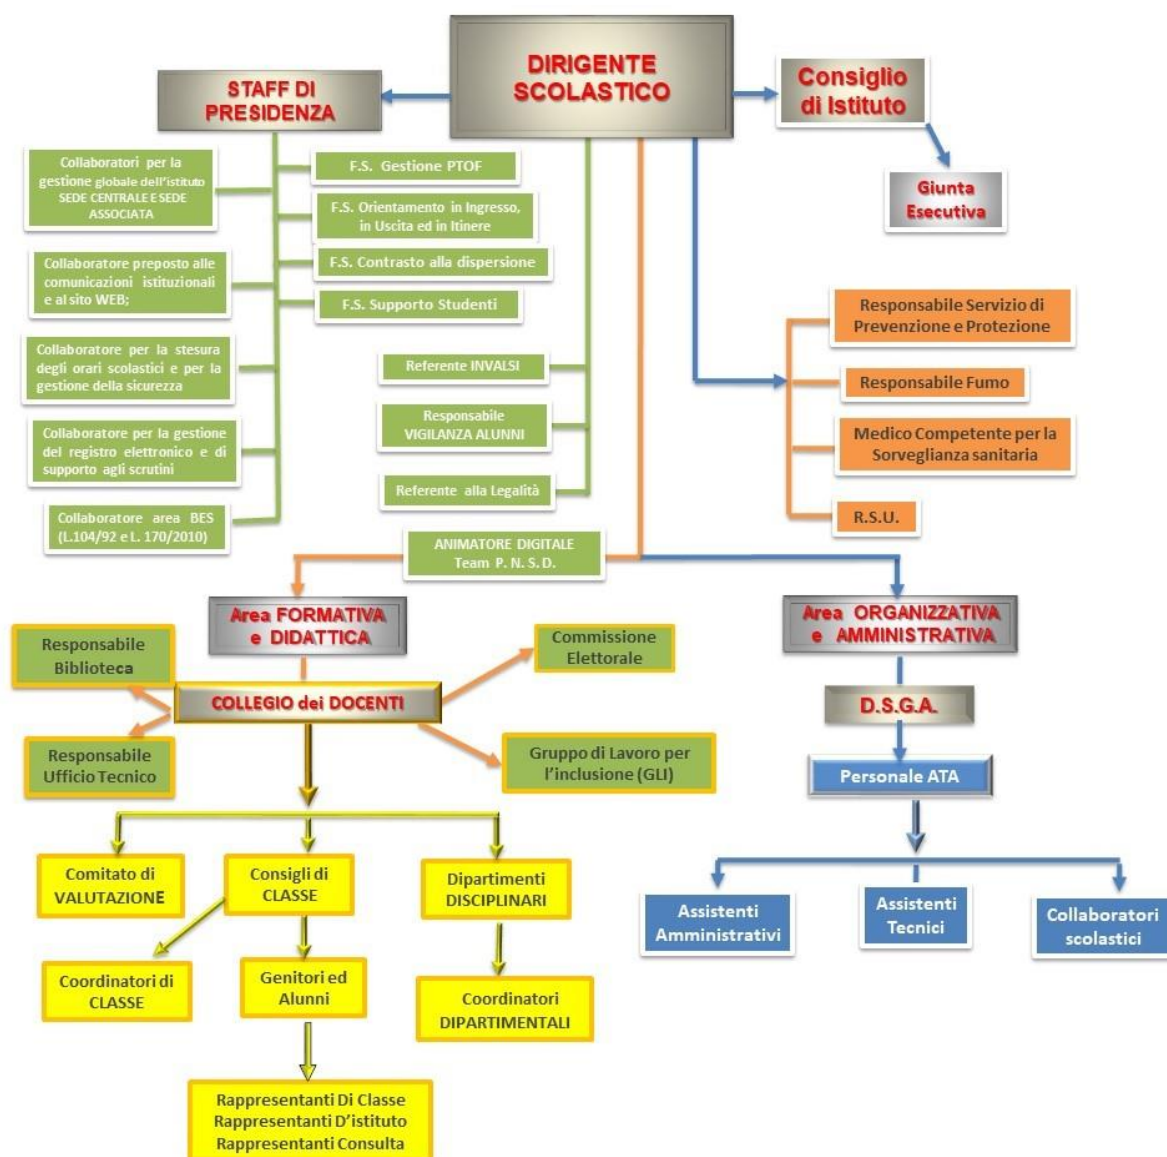 DIRIGENTE
SCOLASTICO
STAFF DI
PRESIDENZA
Consiglio
di Istituto
Giunta
Esecutiva
Collaboratori per la
gestione globale dell'istituto
SEDE CENTRALE E SEDE
ASSOCIATA
Collaboratore preposto alle
comunicazioni istituzionali
e al sito WEB;
Collaboratore per la stesura
degli orari scolastici e per la
gestione della sicurezza
Collaboratore per la gestione
del registro elettronico e di
supporto agli scrutini
Collaboratore area BES
(L.104/92 e L. 170/2010)
F.S. Gestione PTOF
F.S. Orientamento in Ingresso,
in Uscita ed in Itinere
F.S. Contrasto alla dispersione
F.S. Supporto Studenti
Referente INVALSI
Responsabile
VIGILANZA ALUNNI
Referente alla Legalità
ANIMATORE DIGITALE
Team P. N. S. D.
Responsabile Servizio di
Prevenzione e Protezione
Responsabile Fumo
Medico Competente per la
Sorveglianza sanitaria
R.S.U.
Area FORMATIVA
e DIDATTICA
Responsabile
Biblioteca
Commissione
Elettorale
COLLEGIO dei DOCENTI
Responsabile
Ufficio Tecnico
Gruppo di Lavoro per
l'inclusione (GLI)
Comitato di
VALUTAZIONE
Consigli di
CLASSE
Dipartimenti
DISCIPLINARI
Coordinatori di
CLASSE
Genitori ed
Alunni
Coordinatori
DIPARTIMENTALI
Rappresentanti Di Classe
Rappresentanti D'istituto
Rappresentanti Consulta
Area ORGANIZZATIVA
e AMMINISTRATIVA
D.S.G.A.
Personale ATA
Assistenti
Amministrativi
Assistenti
Tecnici
Collaboratori
scolastici